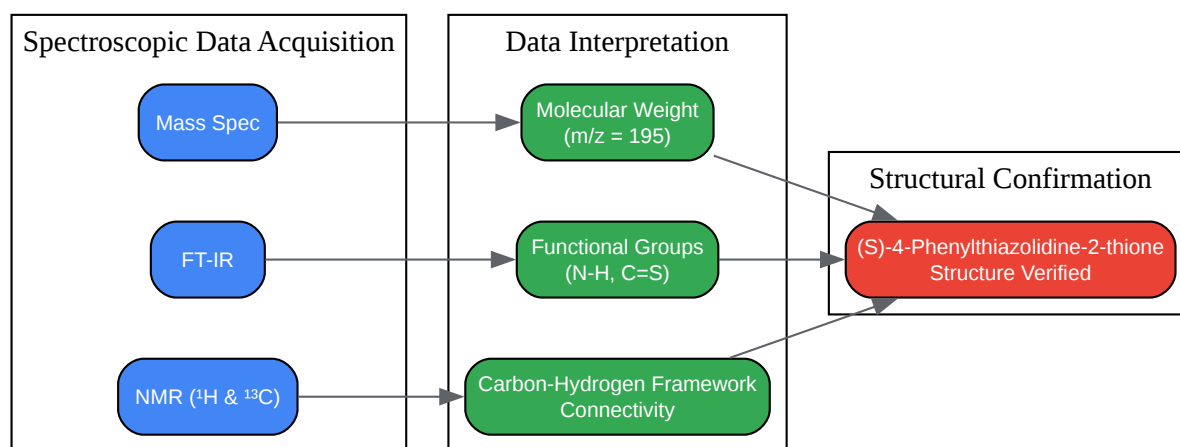 Spectroscopic Data Acquisition
Mass Spec
FT-IR
NMR (¹H & ¹³C)
Data Interpretation
Molecular Weight
(m/z = 195)
Functional Groups
(N-H, C=S)
Carbon-Hydrogen Framework
Connectivity
Structural Confirmation
(S)-4-Phenylthiazolidine-2-thione
Structure Verified